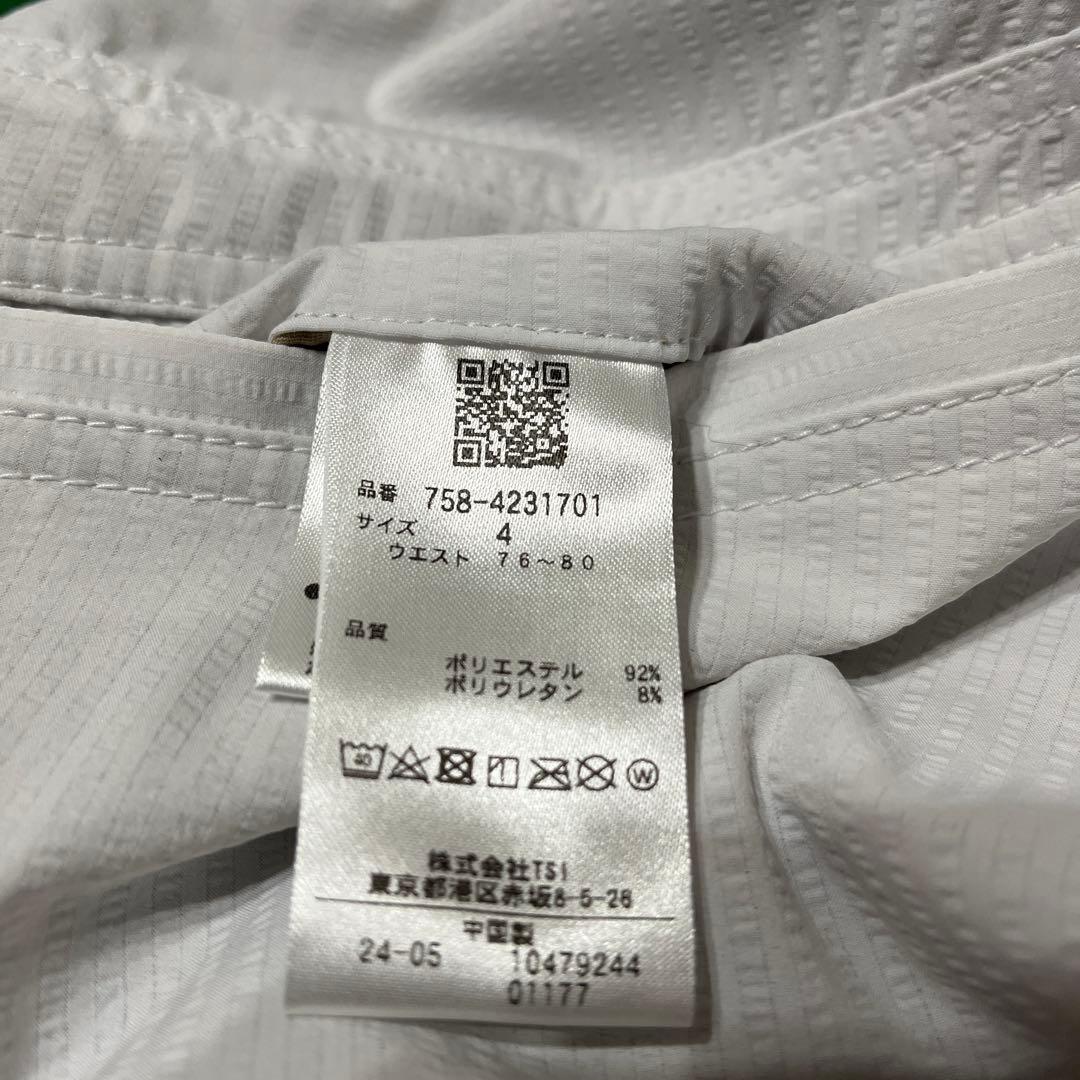 品番 758-4231701
サイズ 4
ウエスト 76～80
品質
ポリエステル 92%
ポリウレタン 8%
40
W
株式会社TSI
東京都港区赤坂8-5-26
中国製
24-05 10479244
01177